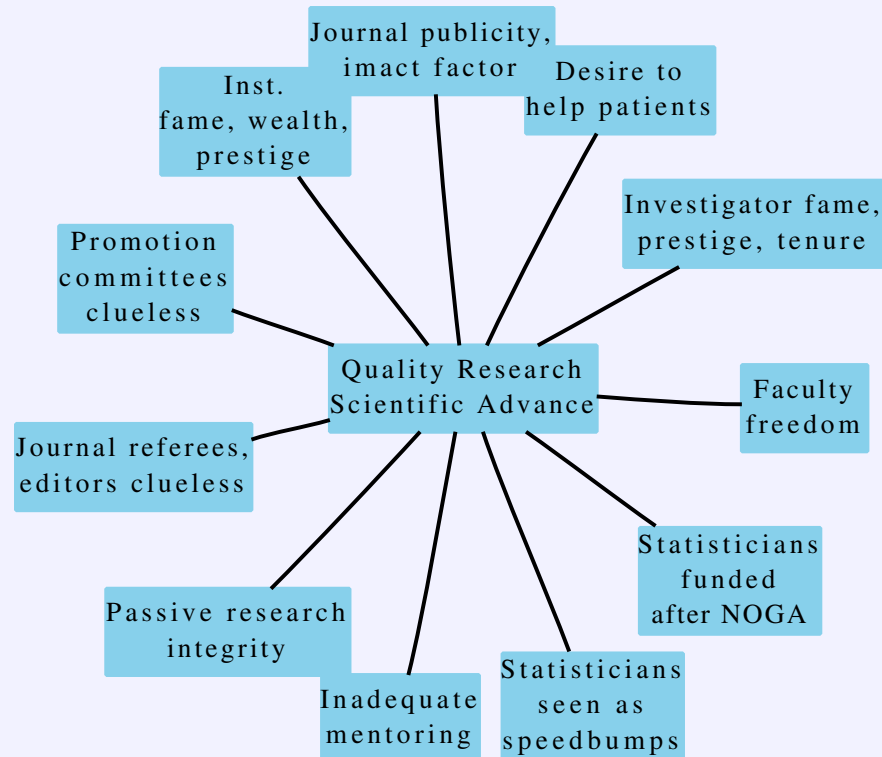 Journal publicity,
imact factor
Inst.
fame, wealth,
prestige
Desire to
help patients
Investigator fame,
prestige, tenure
Promotion
committees
clueless
Quality Research
Scientific Advance
Faculty
freedom
Journal referees,
editors clueless
Statisticians
funded
after NOGA
Passive research
integrity
Statisticians
seen as
speedbumps
Inadequate
mentoring